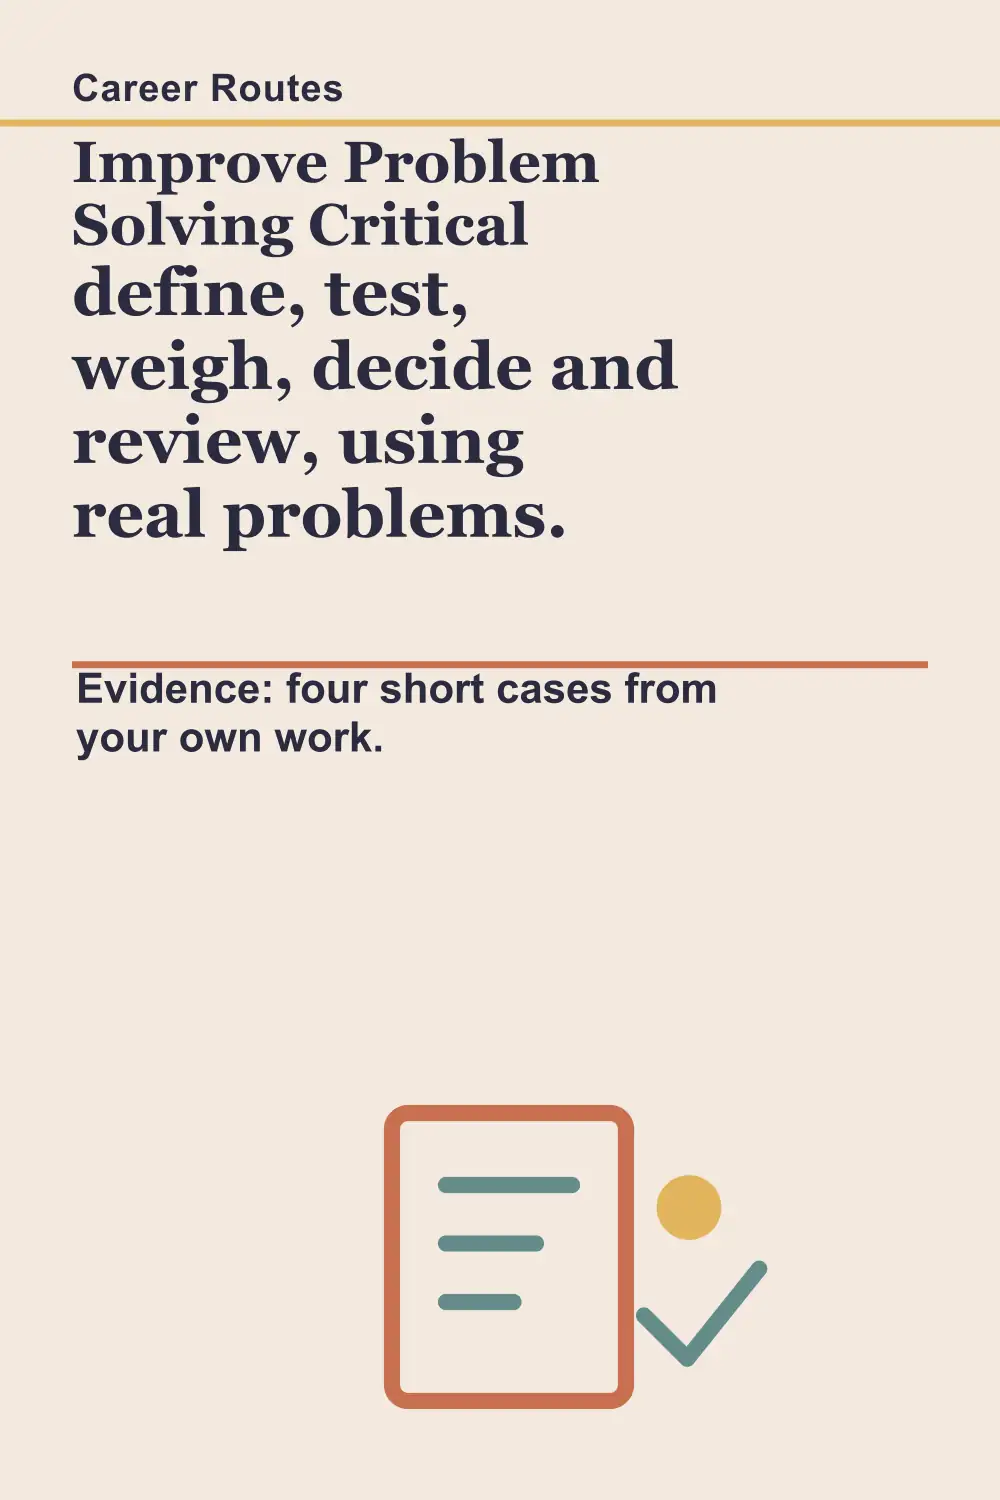 Career Routes
Improve Problem
Solving Critical
define, test,
weigh, decide and
review, using
real problems.
Evidence: four short cases from
your own work.